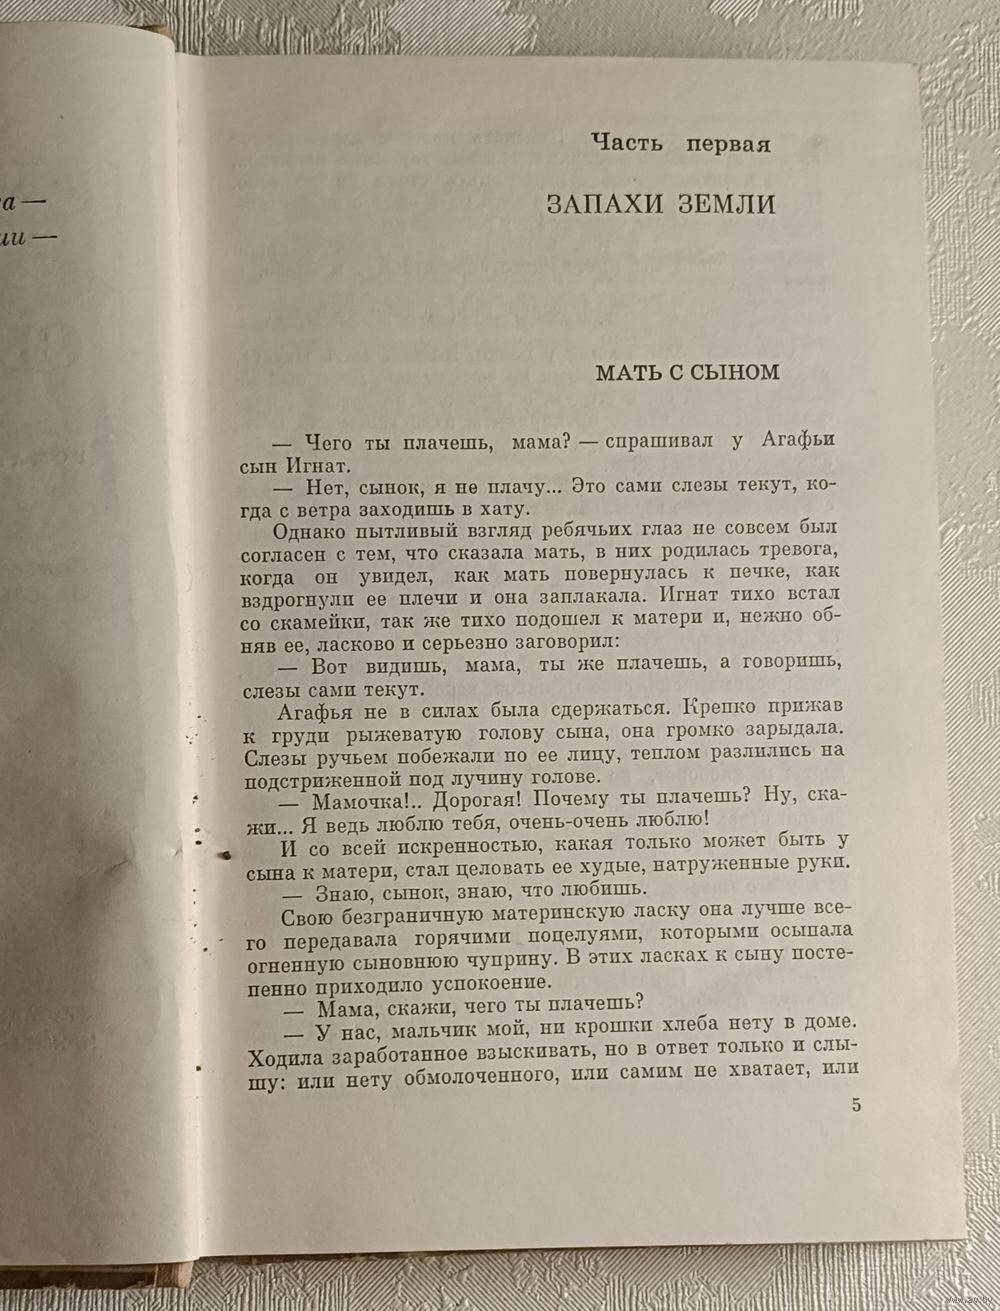 а —
ии —
Часть первая
ЗАПАХИ ЗЕМЛИ
МАТЬ С СЫНОМ
— Чего ты плачешь, мама? — спрашивал у Агафьи
сын Игнат.
— Нет, сынок, я не плачу... Это сами слезы текут, ко-
гда с ветра заходишь в хату.
Однако пытливый взгляд ребячьих глаз не совсем был
согласен с тем, что сказала мать, в них родилась тревога,
когда он увидел, как мать повернулась к печке, как
вздрогнули ее плечи и она заплакала. Игнат тихо встал
со скамейки, так же тихо подошел к матери и, нежно об-
няв ее, ласково и серьезно заговорил:
— Вот видишь, мама, ты же плачешь, а говоришь,
слезы сами текут.
Агафья не в силах была сдержаться. Крепко прижав
к груди рыжеватую голову сына, она громко зарыдала.
Слезы ручьем побежали по ее лицу, теплом разлились на
подстриженной под лучину голове.
— Мамочка!.. Дорогая! Почему ты плачешь? Ну, ска-
жи... Я ведь люблю тебя, очень-очень люблю!
И со всей искренностью, какая только может быть у
сына к матери, стал целовать ее худые, натруженные руки.
— Знаю, сынок, знаю, что любишь.
Свою безграничную материнскую ласку она лучше все-
го передавала горячими поцелуями, которыми осыпала
огненную сыновнюю чуприну. В этих ласках к сыну посте-
пенно приходило успокоение.
— Мама, скажи, чего ты плачешь?
— У нас, мальчик мой, ни крошки хлеба нету в доме.
Ходила заработанное взыскивать, но в ответ только и слы-
шу: или нету обмолоченного, или самим не хватает, или
5